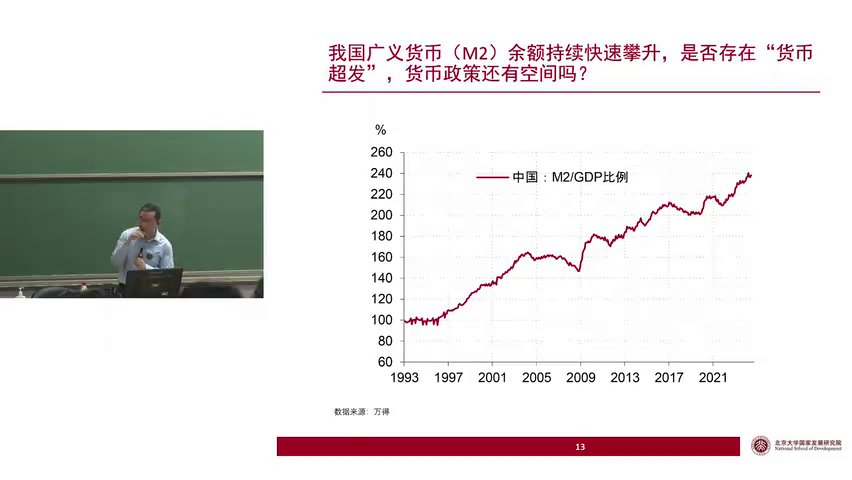 我国广义货币（M2）余额持续快速攀升，是否存在“货币
超发”，货币政策还有空间吗？
%
260
240
220
200
180
160
140
120
100
80
60
中国：M2/GDP比例
1993 1997 2001 2005 2009 2013 2017 2021
数据来源：万得
13
北京大学国家发展研究院
National School of Development